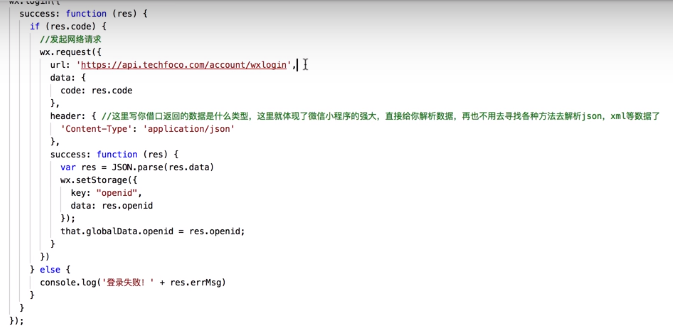 wx.login({
success: function (res) {
if (res.code) {
//发起网络请求
wx.request({
url: 'https://api.techfoco.com/account/wxlogin',
data: {
code: res.code
},
header: { //这里写你借口返回的数据是什么类型，这里就体现了微信小程序的强大，直接给你解析数据，再也不用去寻找各种方法去解析json，xml等数据了
'Content-Type': 'application/json'
},
success: function (res) {
var res = JSON.parse(res.data)
wx.setStorage({
key: "openid",
data: res.openid
});
that.globalData.openid = res.openid;
}
})
} else {
console.log('登录失败！' + res.errMsg)
}
}
});